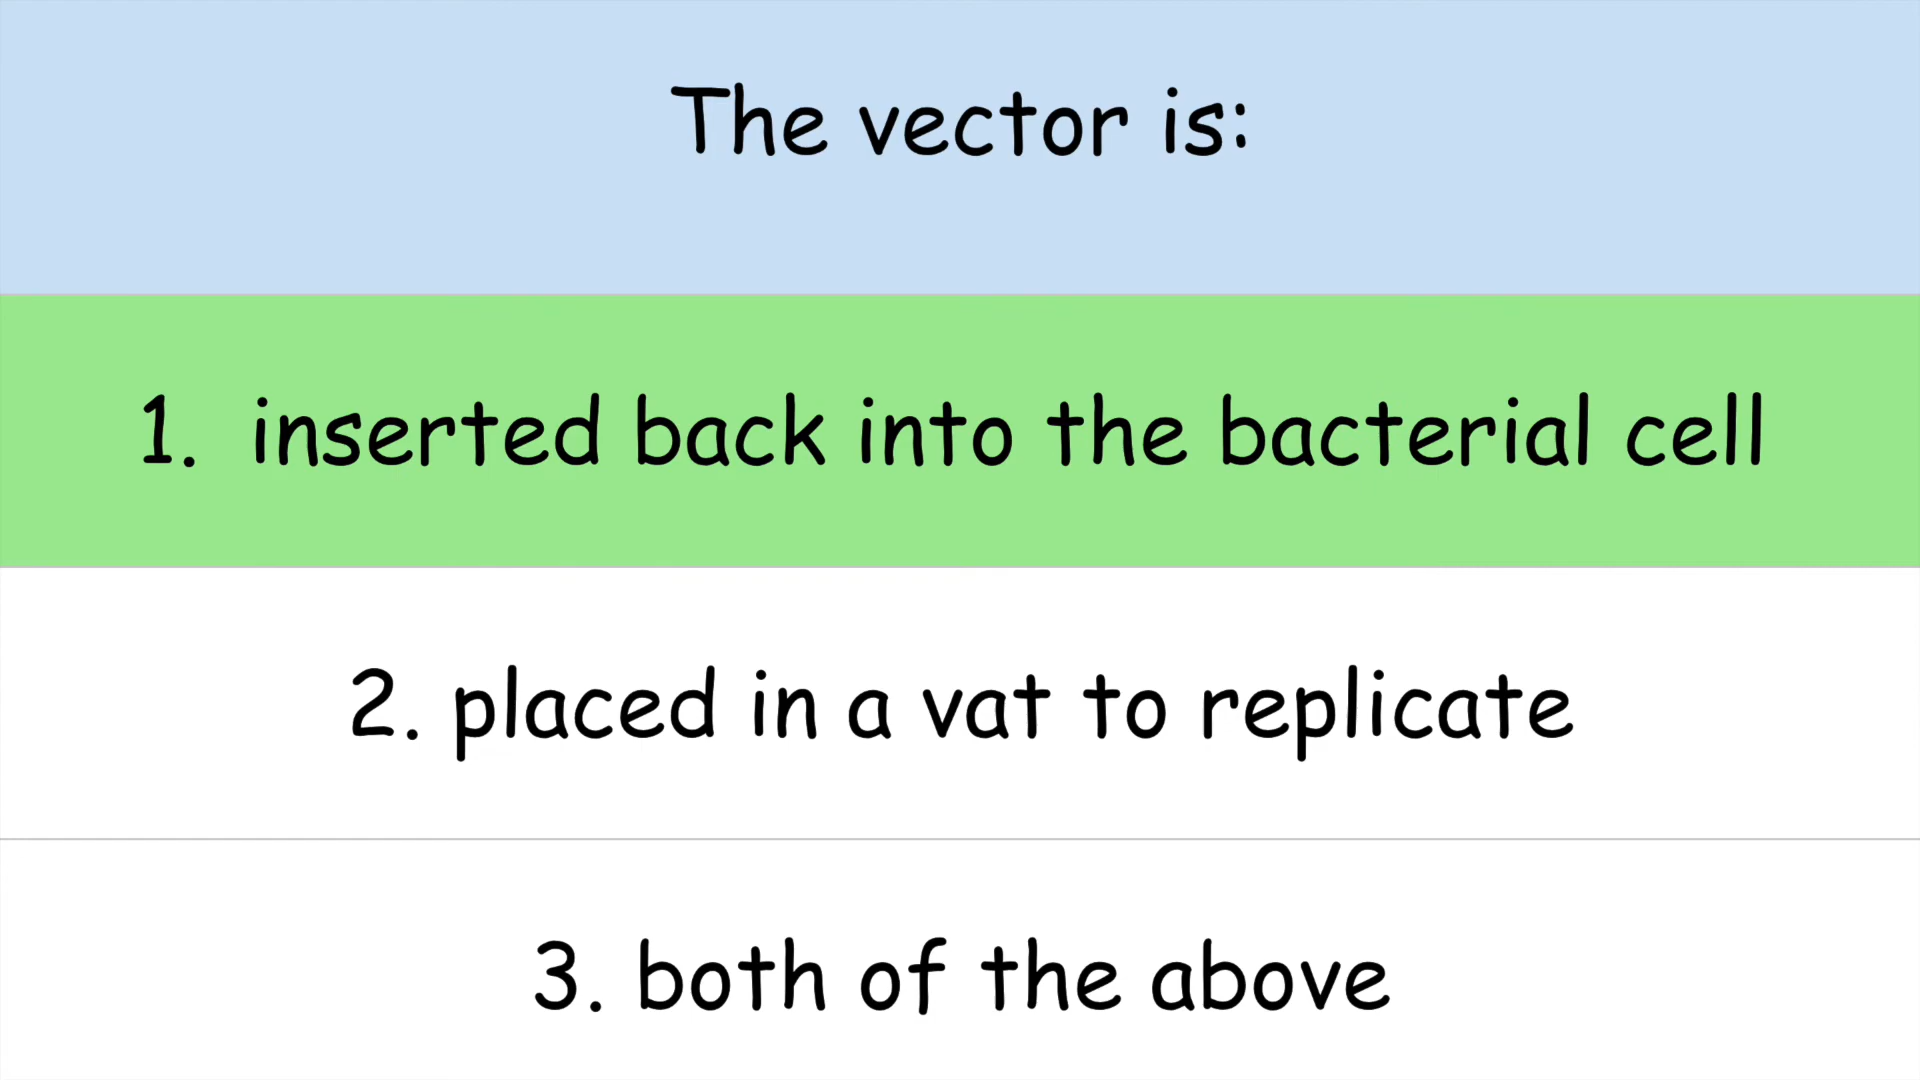 The vector is:
1. inserted back into the bacterial cell
2. placed in a vat to replicate
3. both of the above